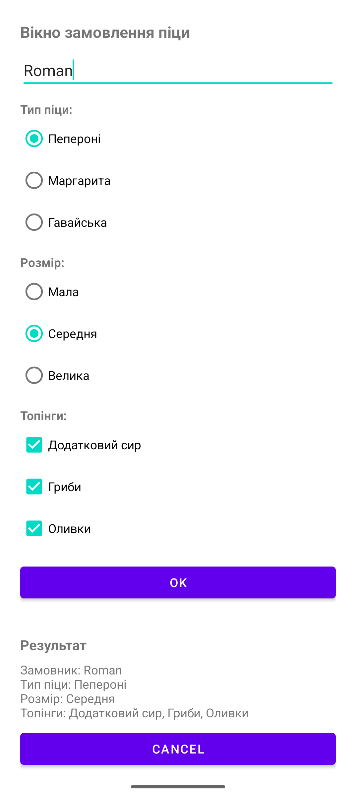 Вікно замовлення піци
Roman
Тип піци:
Пепероні
Маргарита
Гавайська
Розмір:
Мала
Середня
Велика
Топінги:
Додатковий сир
Гриби
Оливки
OK
Результат
Замовник: Roman
Тип піци: Пепероні
Розмір: Середня
Топінги: Додатковий сир, Гриби, Оливки
CANCEL